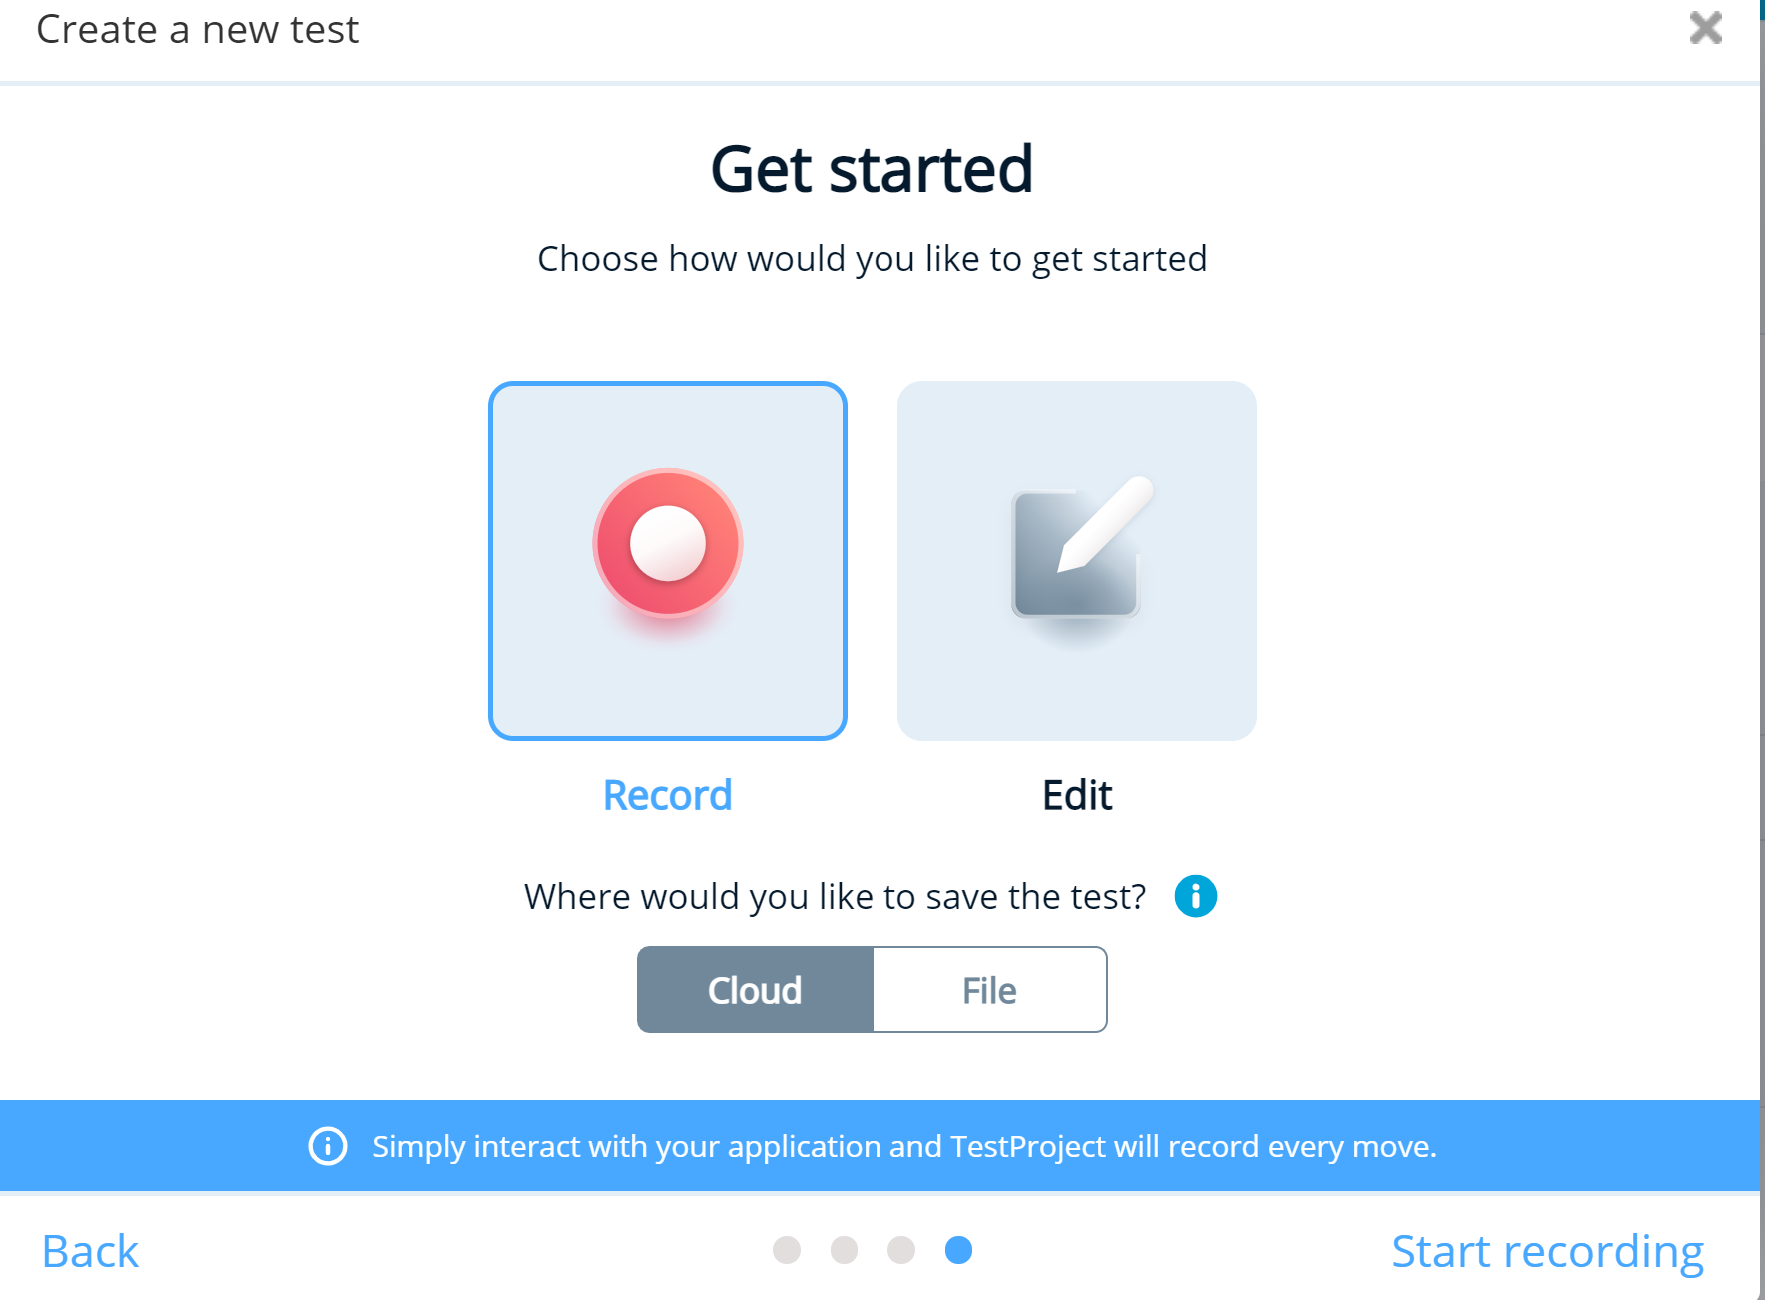 Create a new test
Get started
Choose how would you like to get started
Record
Edit
Where would you like to save the test?
Cloud
File
Simply interact with your application and TestProject will record every move.
Back
Start recording